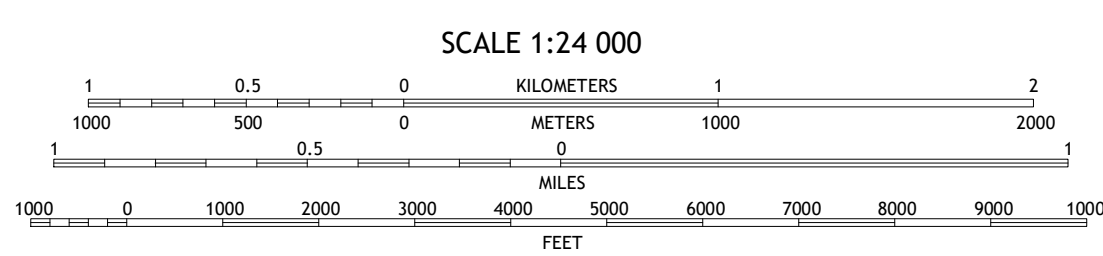 SCALE 1:24 000
1 0.5 0 KILOMETERS 1 2
1000 500 0 METERS 1000 2000
1 0.5 0 1
MILES
1000 0 1000 2000 3000 4000 5000 6000 7000 8000 9000 1000
FEET